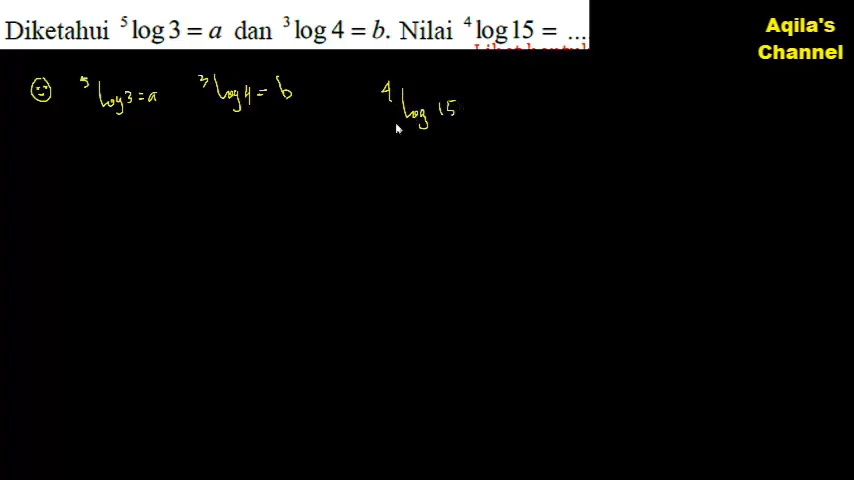 Diketahui ⁵log 3 = a dan ³log 4 = b. Nilai ⁴log 15 = ....
Aqila's
Channel
⁵log 3 = a ³log 4 = b ⁴log 15